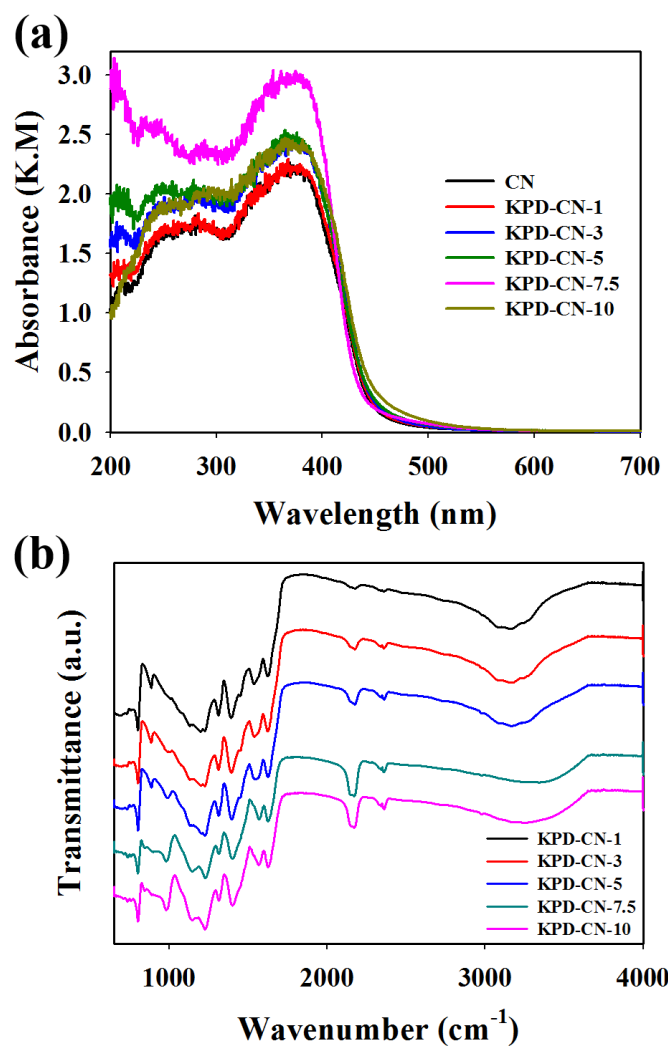 (a)
3.0
2.5
2.0
1.5
1.0
0.5
0.0
Absorbance (K.M)
CN
KPD-CN-1
KPD-CN-3
KPD-CN-5
KPD-CN-7.5
KPD-CN-10
200 300 400 500 600 700
Wavelength (nm)
(b)
Transmittance (a.u.)
KPD-CN-1
KPD-CN-3
KPD-CN-5
KPD-CN-7.5
KPD-CN-10
1000 2000 3000 4000
Wavenumber (cm⁻¹)